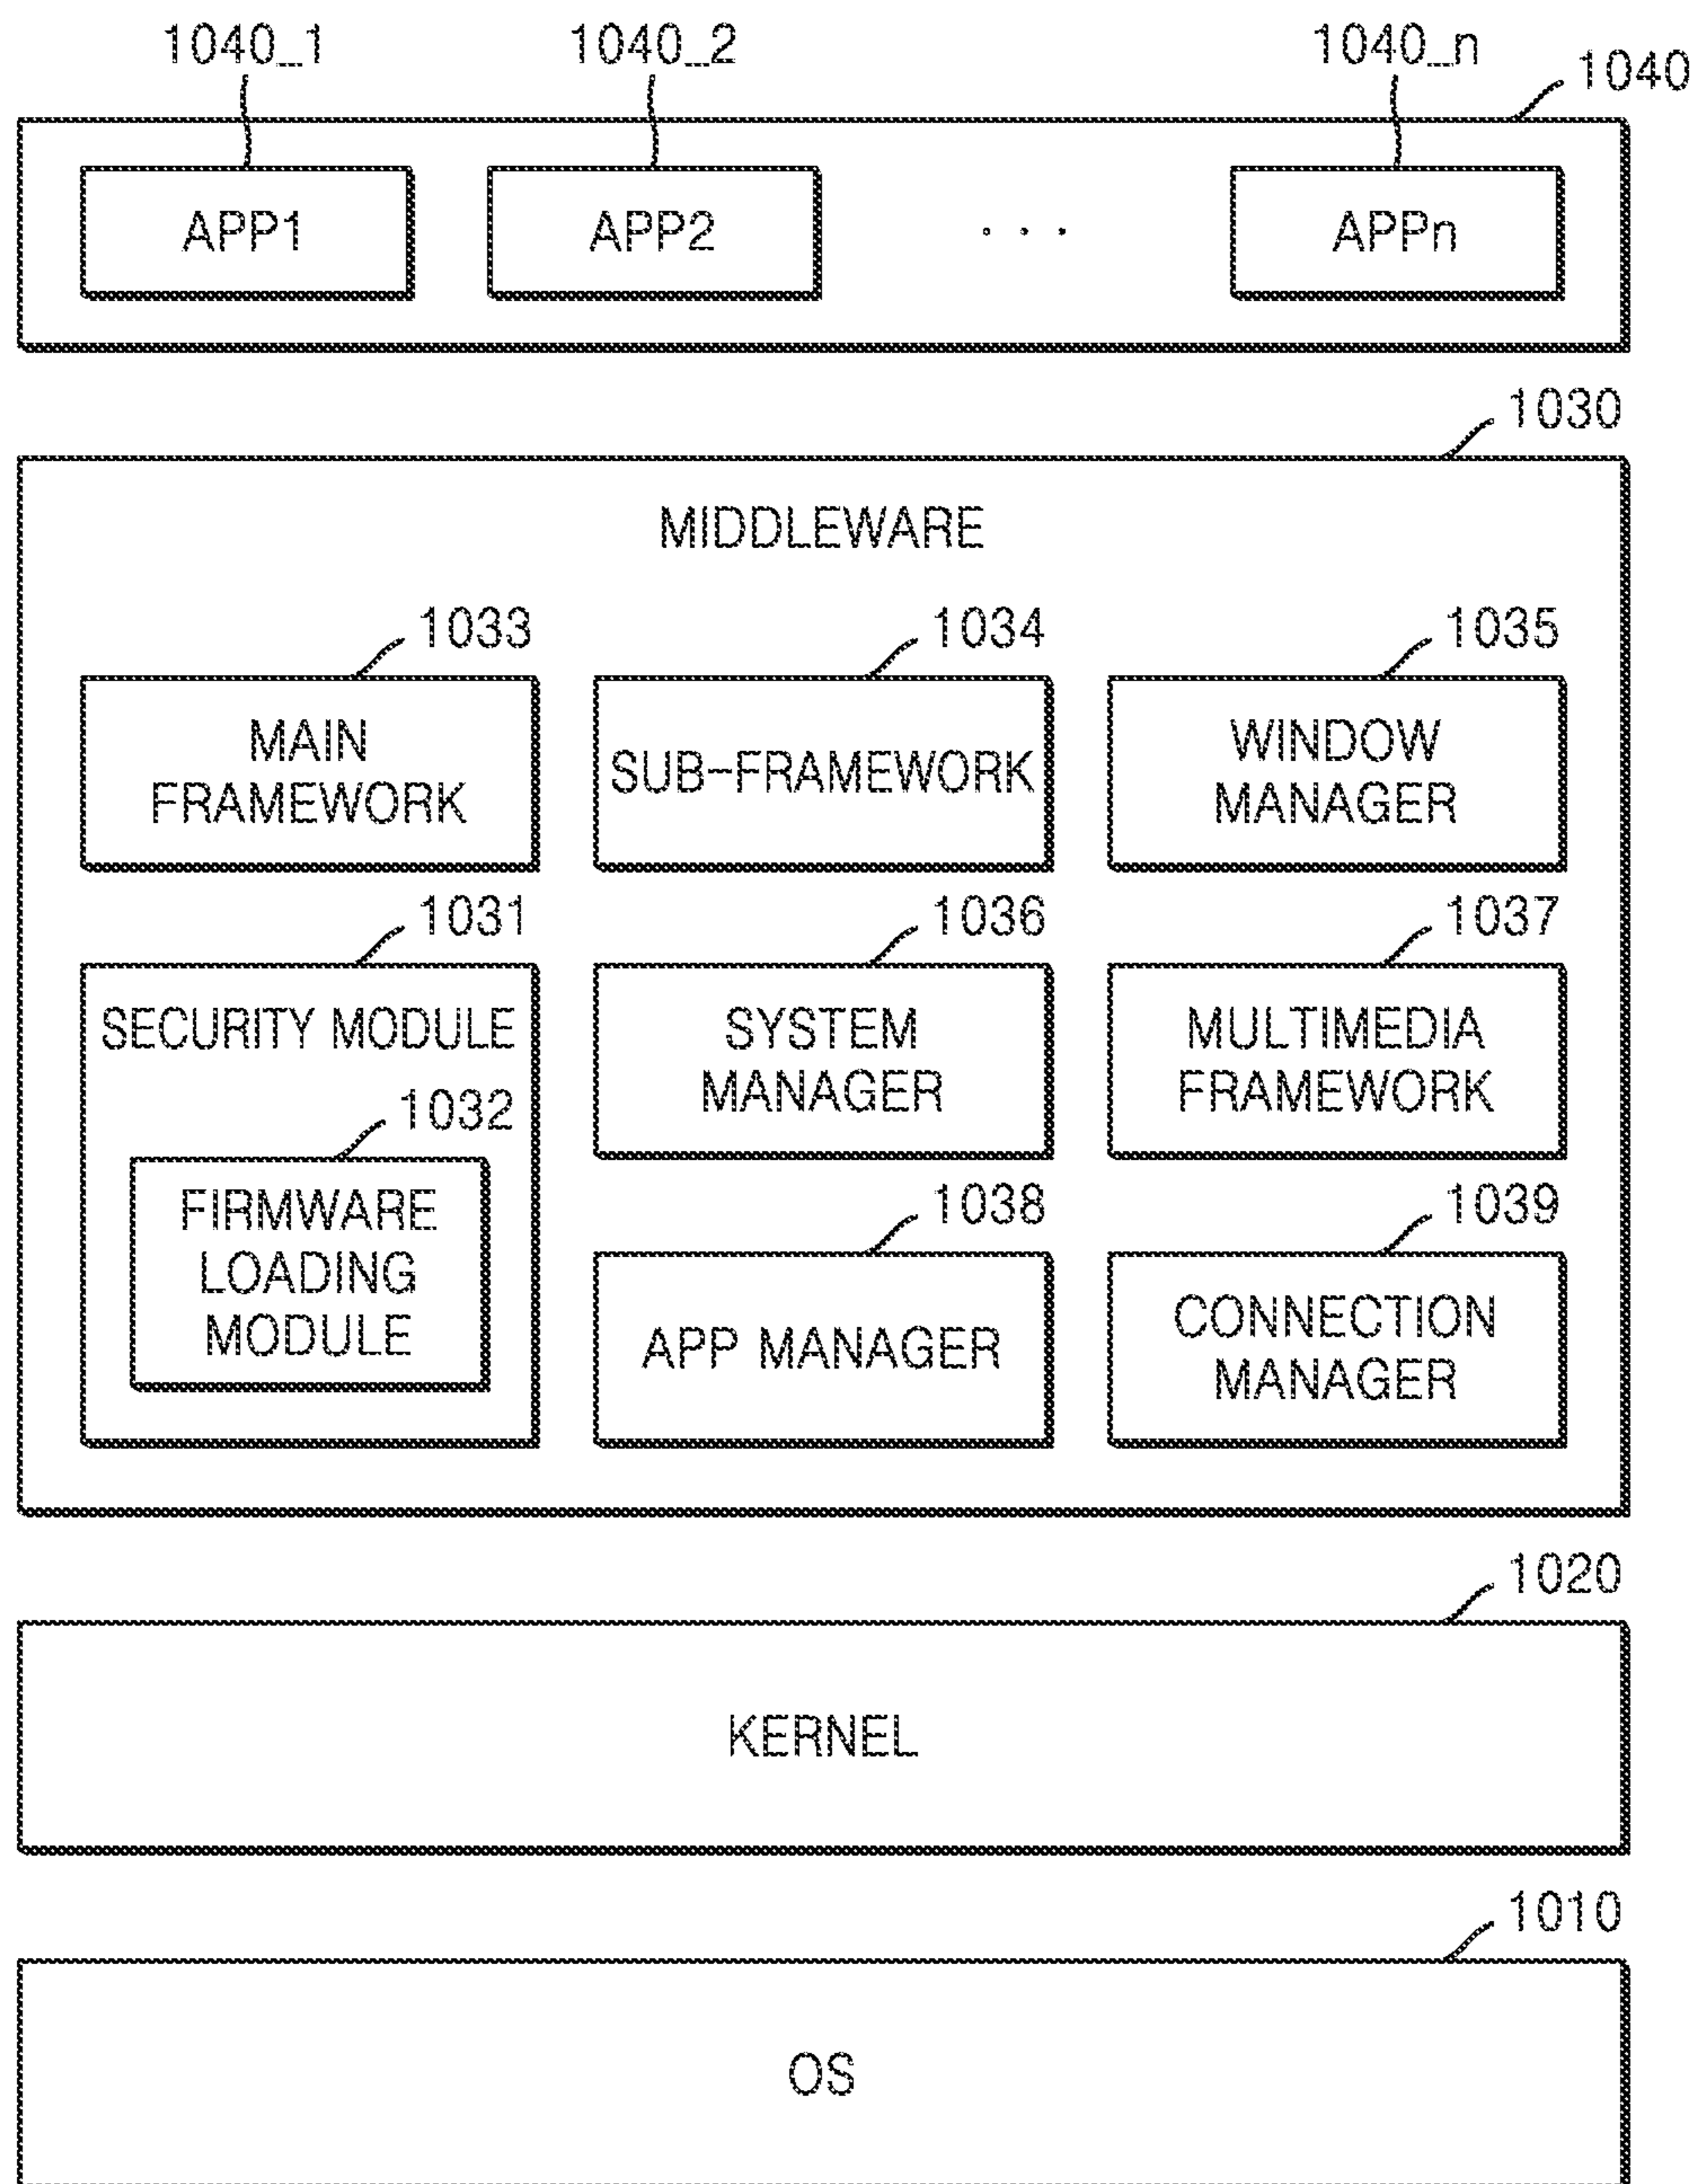 1040_1
1040_2
1040_n
1040
APP1
APP2
. . .
APPn
1030
MIDDLEWARE
1033
1034
1035
MAIN
FRAMEWORK
SUB-FRAMEWORK
WINDOW
MANAGER
1031
1036
1037
SECURITY MODULE
SYSTEM
MANAGER
MULTIMEDIA
FRAMEWORK
1032
FIRMWARE
LOADING
MODULE
1038
1039
APP MANAGER
CONNECTION
MANAGER
1020
KERNEL
1010
OS